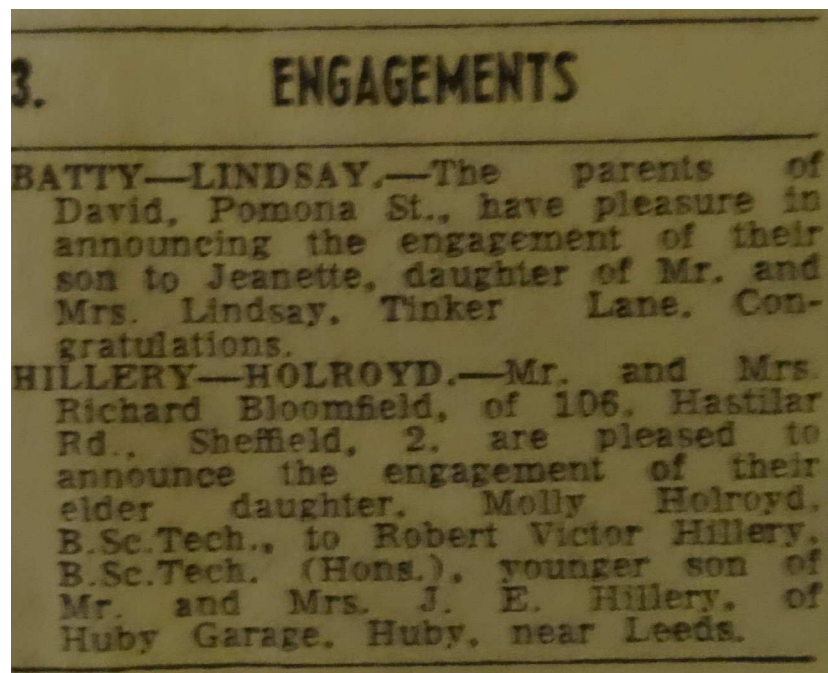 3. ENGAGEMENTS
BATTY—LINDSAY.—The parents of
David, Pomona St., have pleasure in
announcing the engagement of their
son to Jeanette, daughter of Mr. and
Mrs. Lindsay, Tinker Lane. Con-
gratulations.
HILLERY—HOLROYD.—Mr. and Mrs.
Richard Bloomfield, of 106, Hastilar
Rd., Sheffield, 2, are pleased to
announce the engagement of their
elder daughter, Molly Holroyd,
B.Sc.Tech., to Robert Victor Hillery,
B.Sc.Tech. (Hons.), younger son of
Mr. and Mrs. J. E. Hillery, of
Huby Garage, Huby, near Leeds.